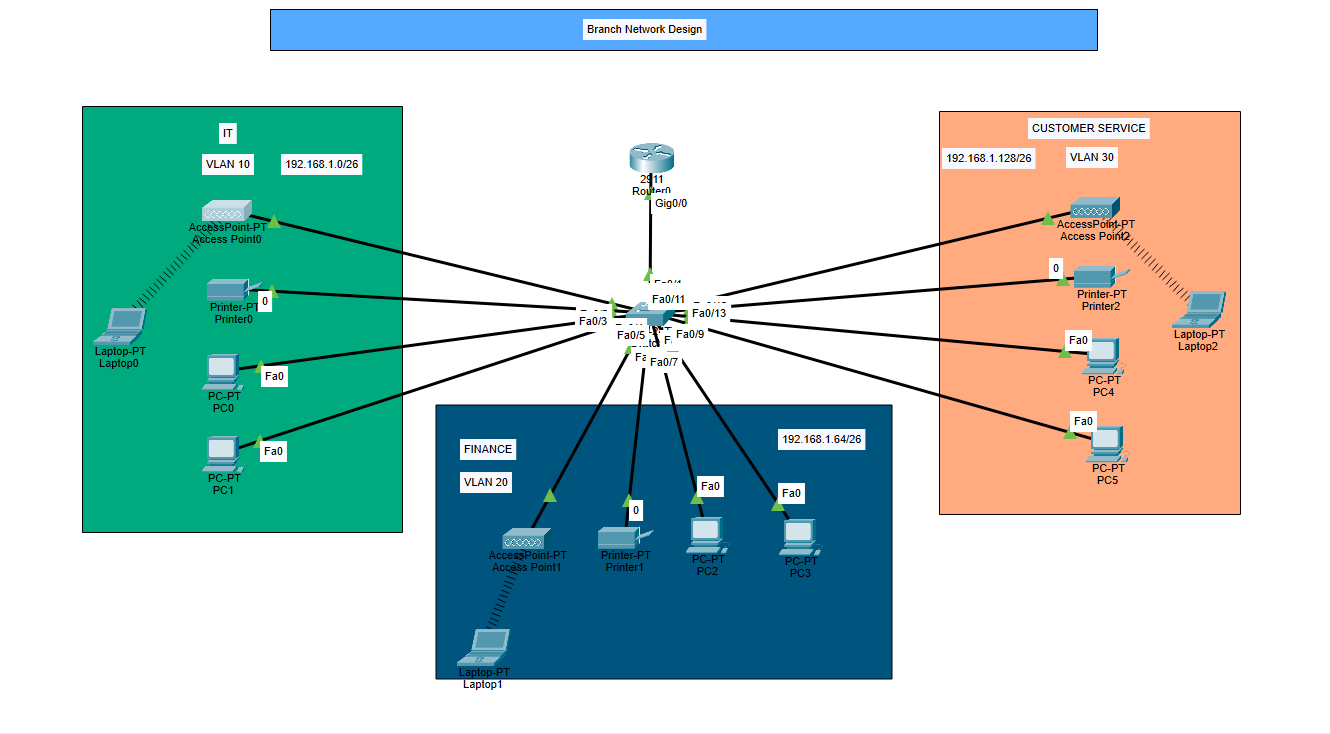 Branch Network Design
IT
VLAN 10
192.168.1.0/26
AccessPoint-PT
Access Point0
Printer-PT
Printer0
0
Laptop-PT
Laptop0
Fa0
PC-PT
PC0
Fa0
PC-PT
PC1
2911
Router0
Gig0/0
Fa0/1
Fa0/11
Fa0/13
Fa0/3
Fa0/5
Fa0/9
Fa0/7
CUSTOMER SERVICE
192.168.1.128/26
VLAN 30
AccessPoint-PT
Access Point2
0
Printer-PT
Printer2
Laptop-PT
Laptop2
Fa0
PC-PT
PC4
Fa0
PC-PT
PC5
FINANCE
192.168.1.64/26
VLAN 20
AccessPoint-PT
Access Point1
0
Printer-PT
Printer1
Fa0
PC-PT
PC2
Fa0
PC-PT
PC3
Laptop-PT
Laptop1